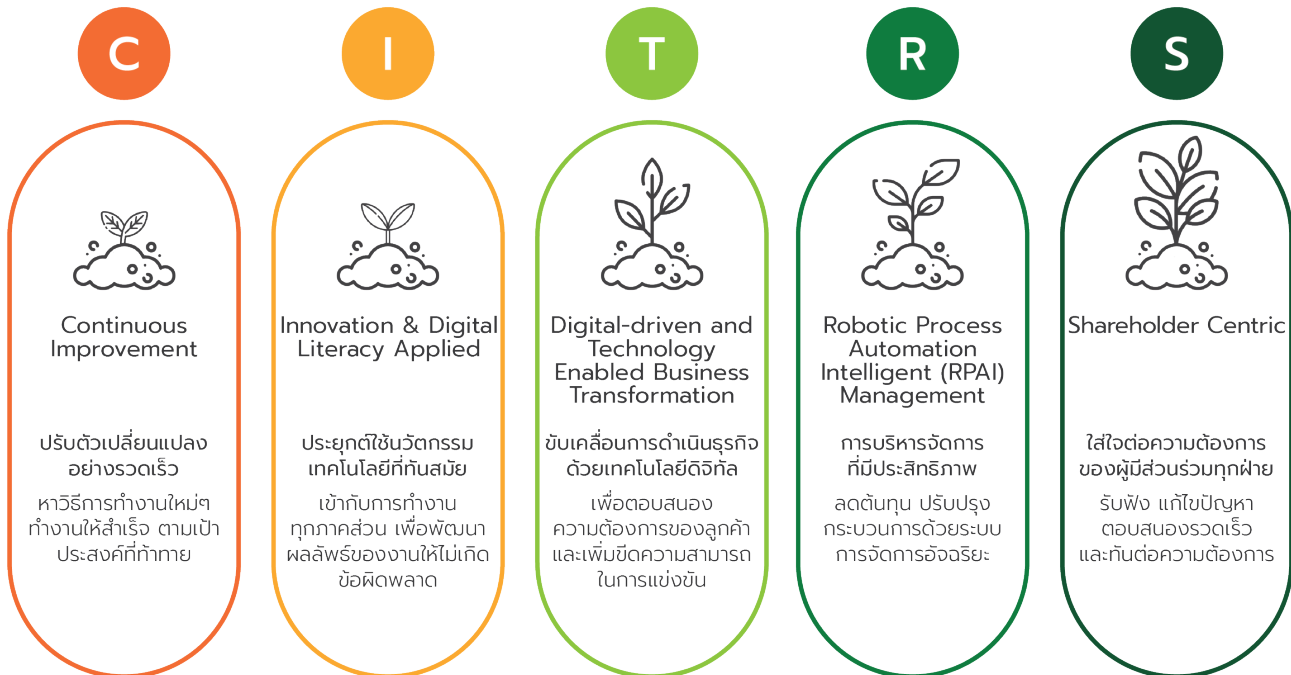 C
Continuous
Improvement
ปรับตัวเปลี่ยนแปลง
อย่างรวดเร็ว
หาวิธีการทำงานใหม่ๆ
ทำงานให้สำเร็จ ตามเป้า
ประสงค์ที่ท้าทาย
I
Innovation & Digital
Literacy Applied
ประยุกต์ใช้นวัตกรรม
เทคโนโลยีที่ทันสมัย
เข้ากับการทำงาน
ทุกภาคส่วน เพื่อพัฒนา
ผลลัพธ์ของงานให้ไม่เกิด
ข้อผิดพลาด
T
Digital-driven and
Technology
Enabled Business
Transformation
ขับเคลื่อนการดำเนินธุรกิจ
ด้วยเทคโนโลยีดิจิทัล
เพื่อตอบสนอง
ความต้องการของลูกค้า
และเพิ่มขีดความสามารถ
ในการแข่งขัน
R
Robotic Process
Automation
Intelligent (RPAI)
Management
การบริหารจัดการ
ที่มีประสิทธิภาพ
ลดต้นทุน ปรับปรุง
กระบวนการด้วยระบบ
การจัดการอัจฉริยะ
S
Shareholder Centric
ใส่ใจต่อความต้องการ
ของผู้มีส่วนร่วมทุกฝ่าย
รับฟัง แก้ไขปัญหา
ตอบสนองรวดเร็ว
และทันต่อความต้องการ